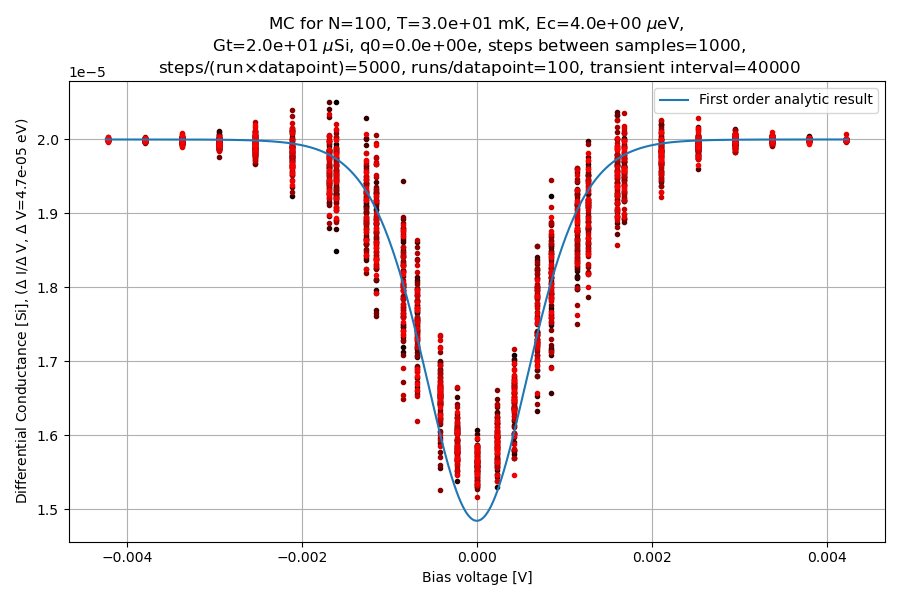 MC for N=100, T=3.0e+01 mK, Ec=4.0e+00 μeV,
Gt=2.0e+01 μSi, q0=0.0e+00e, steps between samples=1000,
steps/(run×datapoint)=5000, runs/datapoint=100, transient interval=40000
1e−5
First order analytic result
2.0
1.9
1.8
1.7
1.6
1.5
Differential Conductance [Si], (Δ I/Δ V, Δ V=4.7e-05 eV)
−0.004
−0.002
0.000
0.002
0.004
Bias voltage [V]